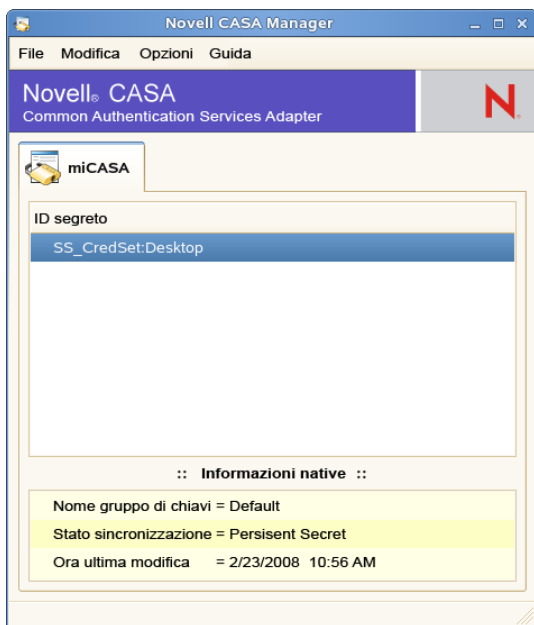 Novell CASA Manager
File Modifica Opzioni Guida
Novell® CASA
Common Authentication Services Adapter
N®
miCASA
ID segreto
SS_CredSet:Desktop
:: Informazioni native ::
Nome gruppo di chiavi = Default
Stato sincronizzazione = Persisent Secret
Ora ultima modifica = 2/23/2008 10:56 AM